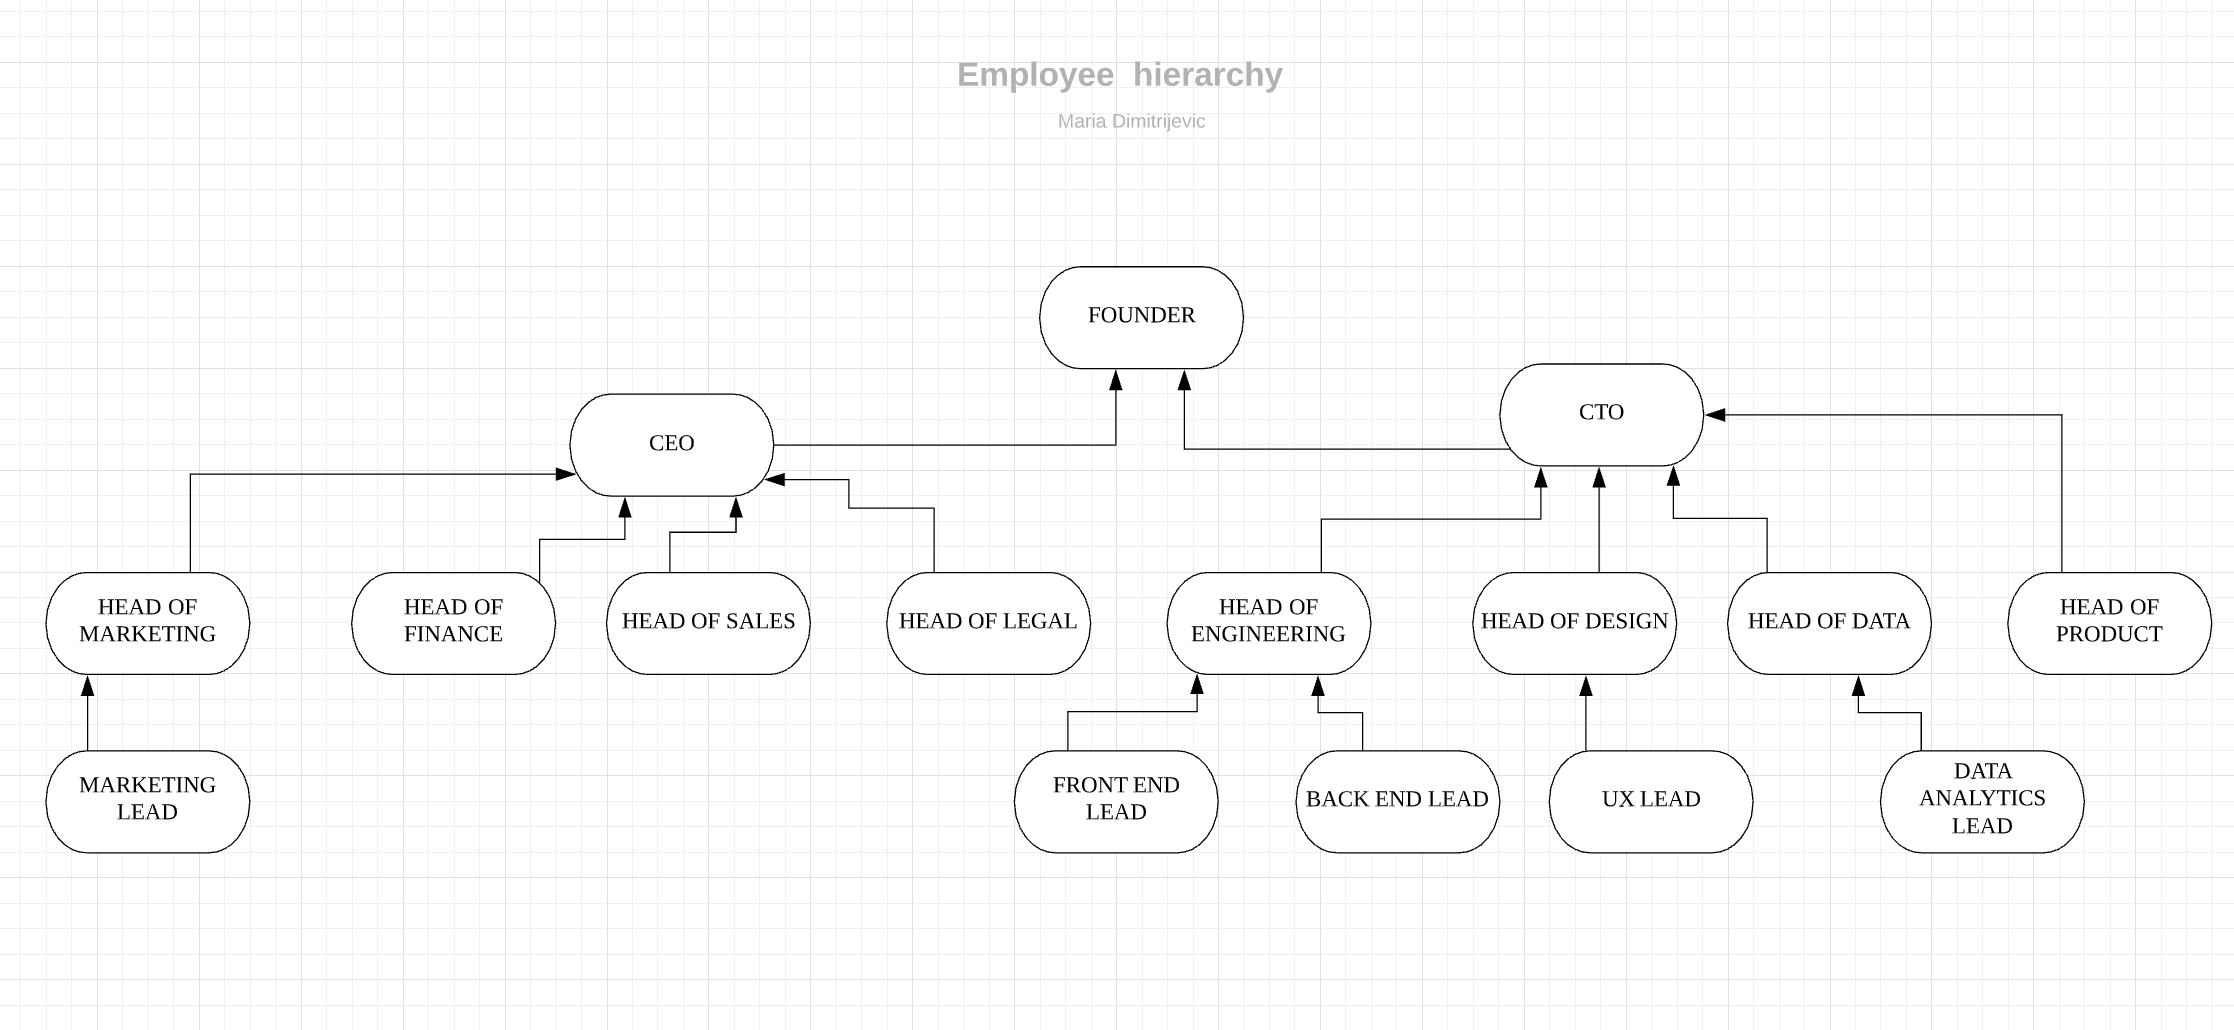 Employee hierarchy
Maria Dimitrijevic
FOUNDER
CEO
CTO
HEAD OF
MARKETING
HEAD OF
FINANCE
HEAD OF SALES
HEAD OF LEGAL
HEAD OF
ENGINEERING
HEAD OF DESIGN
HEAD OF DATA
HEAD OF
PRODUCT
MARKETING
LEAD
FRONT END
LEAD
BACK END LEAD
UX LEAD
DATA
ANALYTICS
LEAD